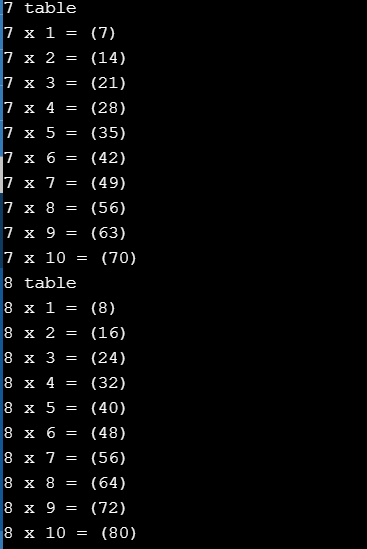 7 table
7 x 1 = (7)
7 x 2 = (14)
7 x 3 = (21)
7 x 4 = (28)
7 x 5 = (35)
7 x 6 = (42)
7 x 7 = (49)
7 x 8 = (56)
7 x 9 = (63)
7 x 10 = (70)
8 table
8 x 1 = (8)
8 x 2 = (16)
8 x 3 = (24)
8 x 4 = (32)
8 x 5 = (40)
8 x 6 = (48)
8 x 7 = (56)
8 x 8 = (64)
8 x 9 = (72)
8 x 10 = (80)